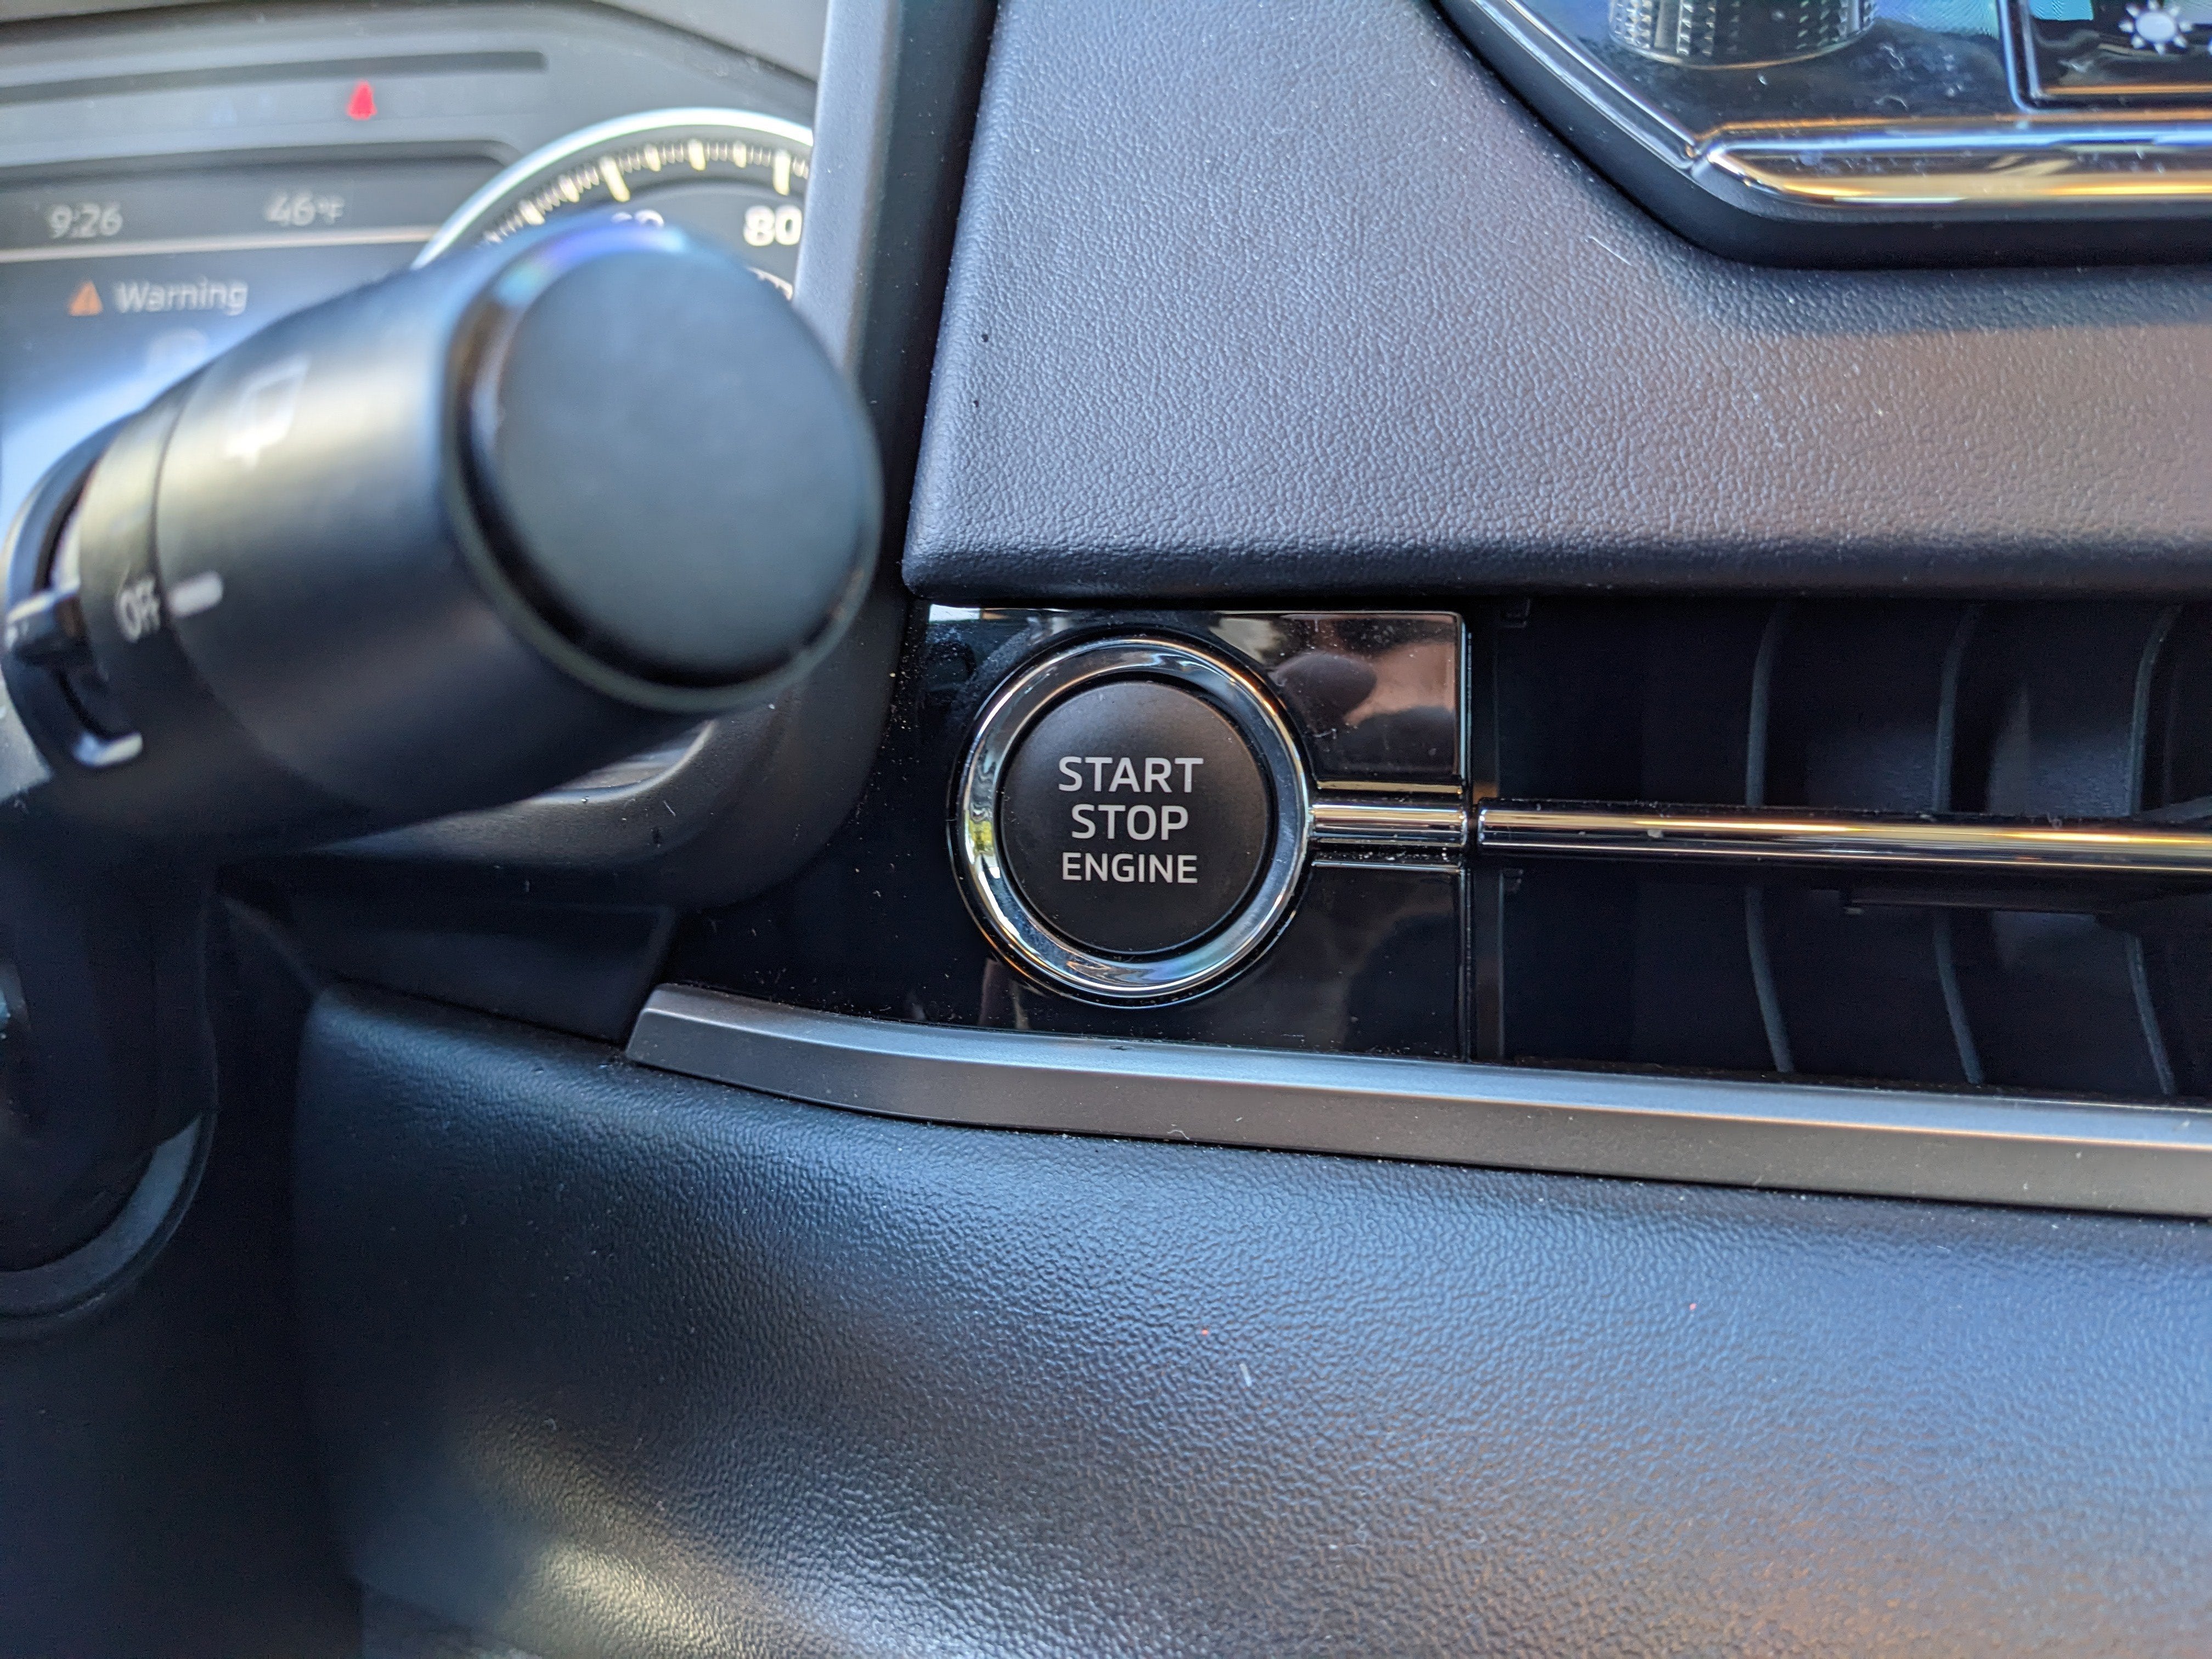 9:26 46°F
Warning
80
OFF
START
STOP
ENGINE